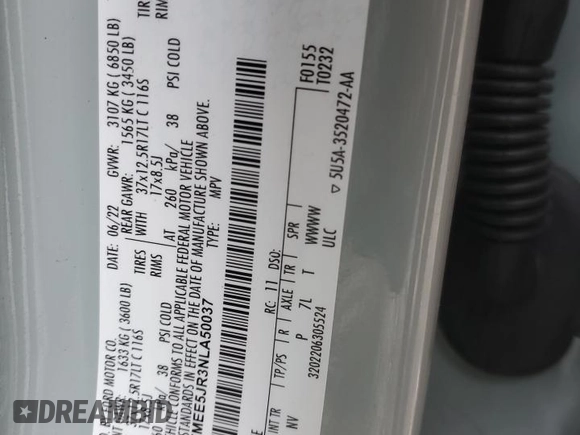 MOTOR CO.
DATE: 06/22 GVWR: 3107 KG ( 6850 LB)
1633 KG ( 3600 LB) REAR GAWR: 1565 KG ( 3450 LB)
5R17LT C 116S TIRES WITH 37x12.5R17LT C 116S
RIMS 17x8.5J
38 PSI COLD AT 260 kPa/ 38 PSI COLD
CONFORMS TO ALL APPLICABLE FEDERAL MOTOR VEHICLE
STANDARDS IN EFFECT ON THE DATE OF MANUFACTURE SHOWN ABOVE.
MEE5JR3NLA50037 TYPE: MPV
F0155
T0232
RC: 11 DSO:
INT TR TP/PS R AXLE TR SPR
NV P 7L T WWWW
ULC
3202206305524 ▽ 5U5A-3520472-AA
DREAMBID